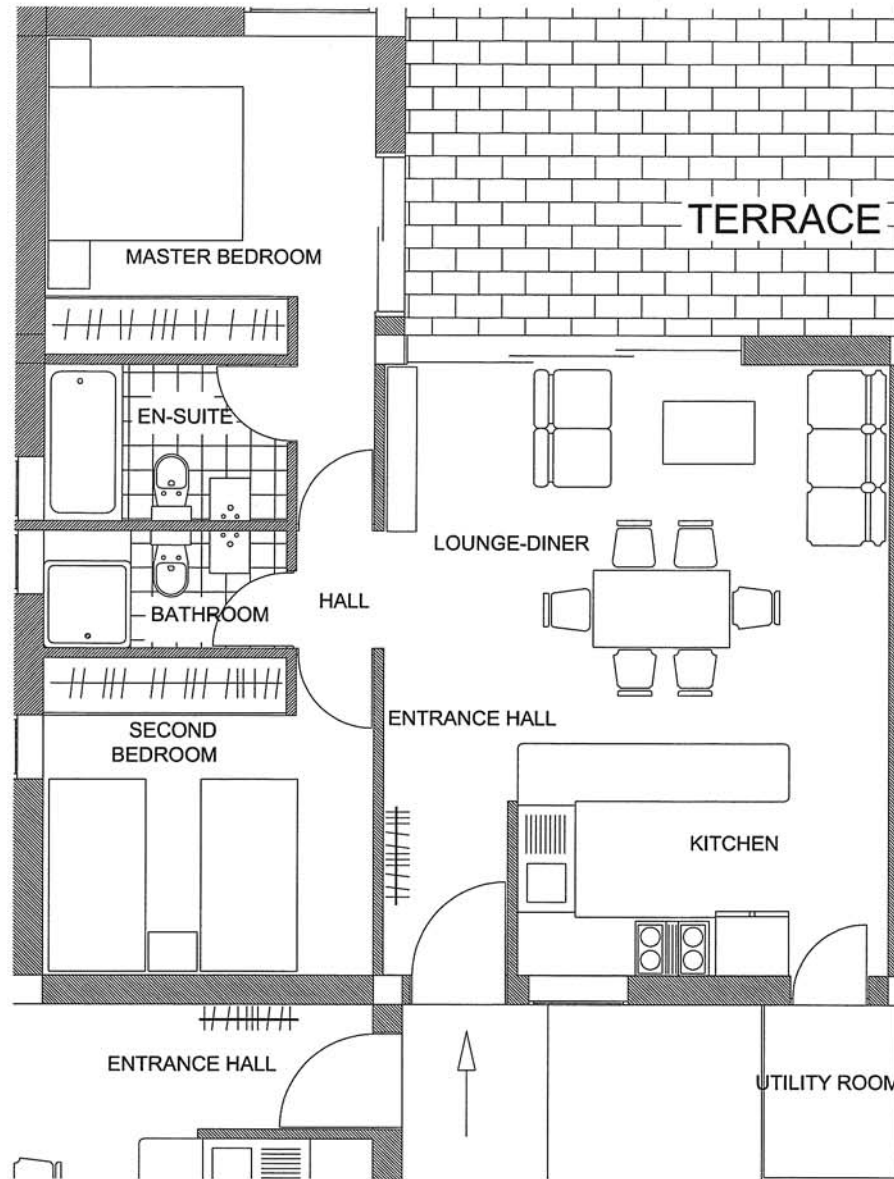 TERRACE
MASTER BEDROOM
EN-SUITE
LOUNGE-DINER
HALL
BATHROOM
ENTRANCE HALL
SECOND
BEDROOM
KITCHEN
ENTRANCE HALL
UTILITY ROOM